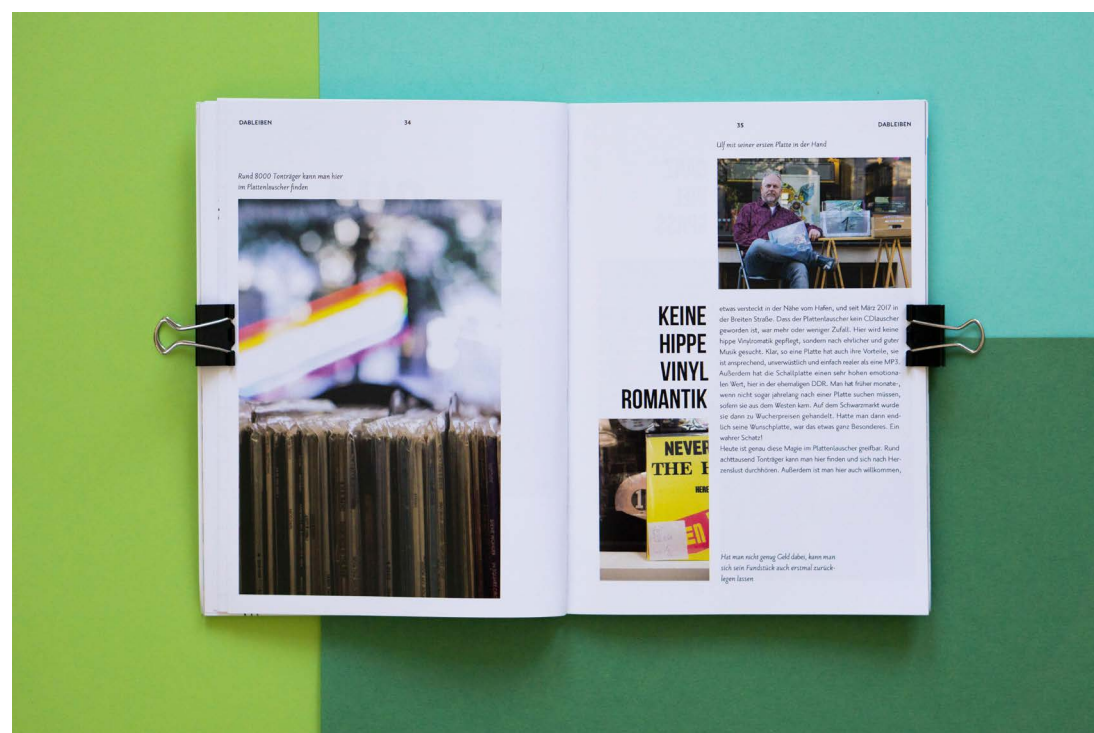 DABLEIBEN
34
Rund 8000 Tonträger kann man hier
im Plattenlauscher finden
35
DABLEIBEN
Ulf mit seiner ersten Platte in der Hand
KEINE
HIPPE
VINYL
ROMANTIK
etwas versteckt in der Nähe vom Hafen, und seit März 2017 in
der Breiten Straße. Dass der Plattenlauscher kein CDlauscher
geworden ist, war mehr oder weniger Zufall. Hier wird keine
hippe Vinylromatik gepflegt, sondern nach ehrlicher und guter
Musik gesucht. Klar, so eine Platte hat auch ihre Vorteile, sie
ist ansprechend, unverwüstlich und einfach realer als eine MP3.
Außerdem hat die Schallplatte einen sehr hohen emotiona-
len Wert, hier in der ehemaligen DDR. Man hat früher monate-,
wenn nicht sogar jahrelang nach einer Platte suchen müssen,
sofern sie aus dem Westen kam. Auf dem Schwarzmarkt wurde
sie dann zu Wucherpreisen gehandelt. Hatte man dann end-
lich seine Wunschplatte, war das etwas ganz Besonderes. Ein
wahrer Schatz!
Heute ist genau diese Magie im Plattenlauscher greifbar. Rund
achttausend Tonträger kann man hier finden und sich nach Her-
zenslust durchhören. Außerdem ist man hier auch willkommen,
NEVER
THE H
HERE
EN
Hat man nicht genug Geld dabei, kann man
sich sein Fundstück auch erstmal zurück-
legen lassen